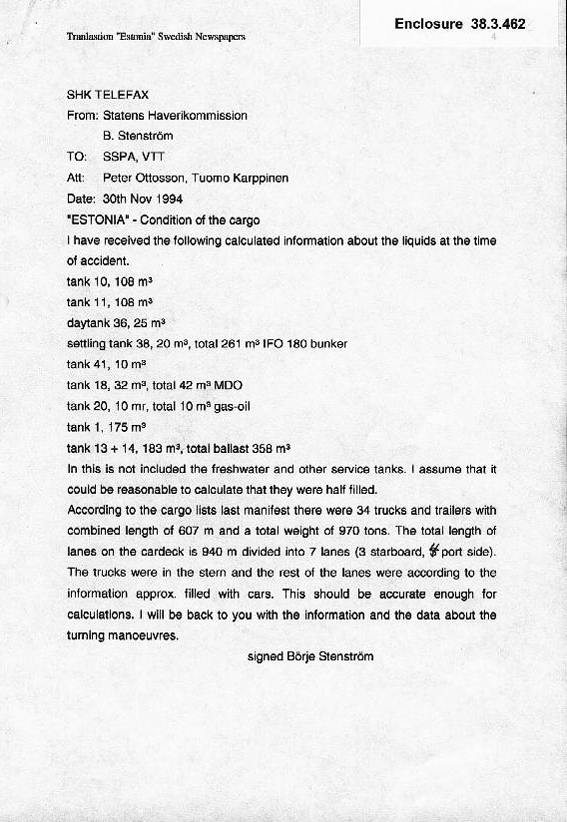 Enclosure 38.3.462
Tranlastion "Estonia" Swedish Newspapers
4
SHK TELEFAX
From: Statens Haverikommission
B. Stenström
TO: SSPA, VTT
Att: Peter Ottosson, Tuomo Karppinen
Date: 30th Nov 1994
"ESTONIA" - Condition of the cargo
I have received the following calculated information about the liquids at the time
of accident.
tank 10, 108 m³
tank 11, 108 m³
daytank 36, 25 m³
settling tank 38, 20 m³, total 261 m³ IFO 180 bunker
tank 41, 10 m³
tank 18, 32 m³, total 42 m³ MDO
tank 20, 10 mr, total 10 m³ gas-oil
tank 1, 175 m³
tank 13 + 14, 183 m³, total ballast 358 m³
In this is not included the freshwater and other service tanks. I assume that it
could be reasonable to calculate that they were half filled.
According to the cargo lists last manifest there were 34 trucks and trailers with
combined length of 607 m and a total weight of 970 tons. The total length of
lanes on the cardeck is 940 m divided into 7 lanes (3 starboard, 4 port side).
The trucks were in the stern and the rest of the lanes were according to the
information approx. filled with cars. This should be accurate enough for
calculations. I will be back to you with the information and the data about the
turning manoeuvres.
signed Börje Stenström